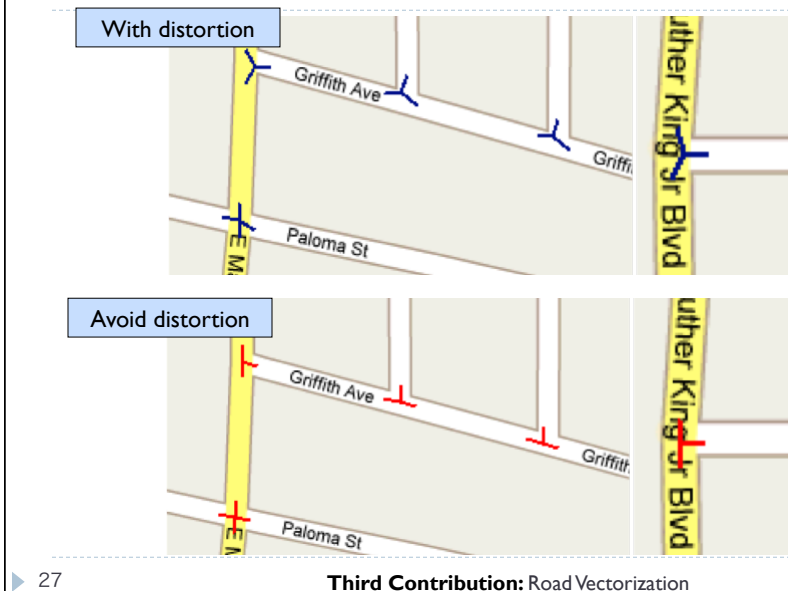 With distortion
Griffith Ave
Griffi
uther King Jr Blvd
Paloma St
E Ma
Avoid distortion
Griffith Ave
Griffith
uther King Jr Blvd
Paloma St
E M
27
Third Contribution: Road Vectorization